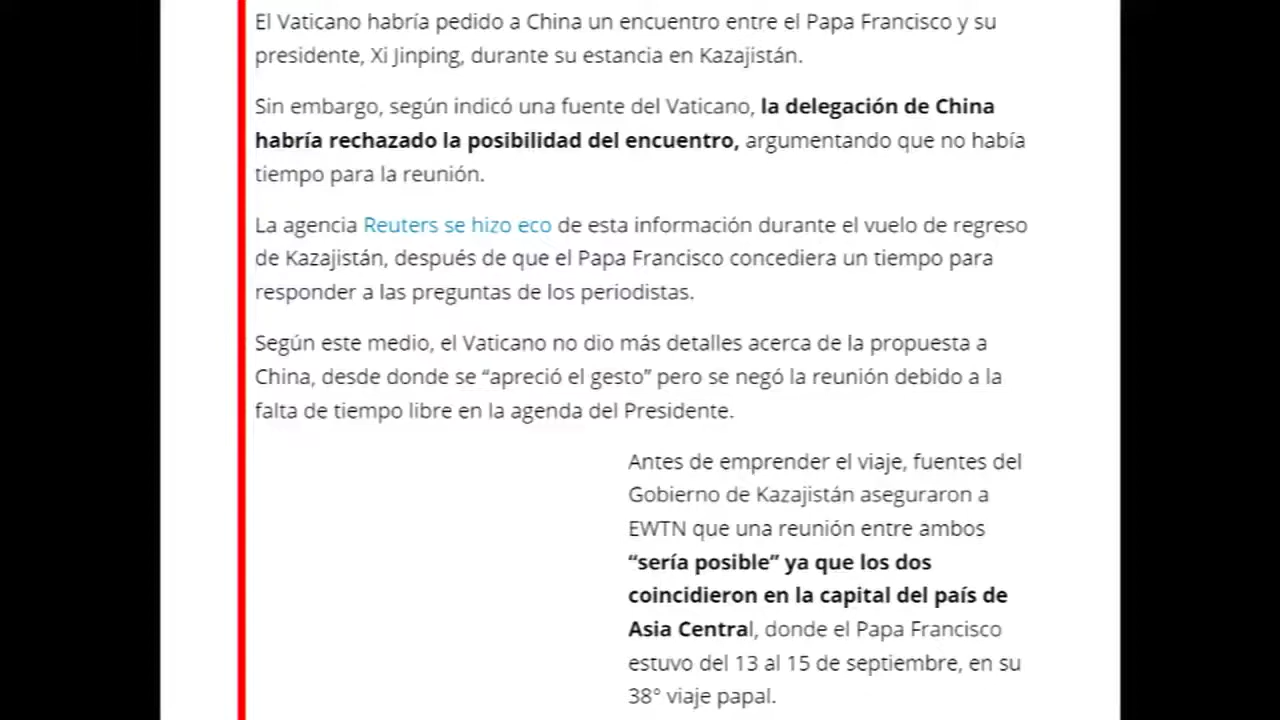 El Vaticano habría pedido a China un encuentro entre el Papa Francisco y su
presidente, Xi Jinping, durante su estancia en Kazajistán.
Sin embargo, según indicó una fuente del Vaticano, la delegación de China
habría rechazado la posibilidad del encuentro, argumentando que no había
tiempo para la reunión.
La agencia Reuters se hizo eco de esta información durante el vuelo de regreso
de Kazajistán, después de que el Papa Francisco concediera un tiempo para
responder a las preguntas de los periodistas.
Según este medio, el Vaticano no dio más detalles acerca de la propuesta a
China, desde donde se “apreció el gesto” pero se negó la reunión debido a la
falta de tiempo libre en la agenda del Presidente.
Antes de emprender el viaje, fuentes del
Gobierno de Kazajistán aseguraron a
EWTN que una reunión entre ambos
“sería posible” ya que los dos
coincidieron en la capital del país de
Asia Central, donde el Papa Francisco
estuvo del 13 al 15 de septiembre, en su
38° viaje papal.